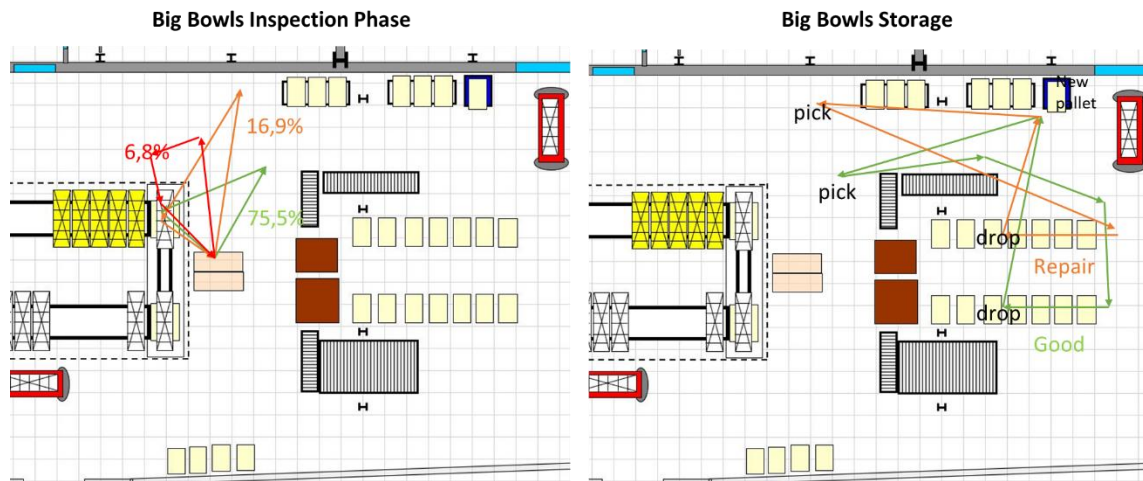 Big Bowls Inspection Phase
16,9%
6,8%
75,5%
Big Bowls Storage
New
pallet
pick
pick
drop
Repair
drop
Good